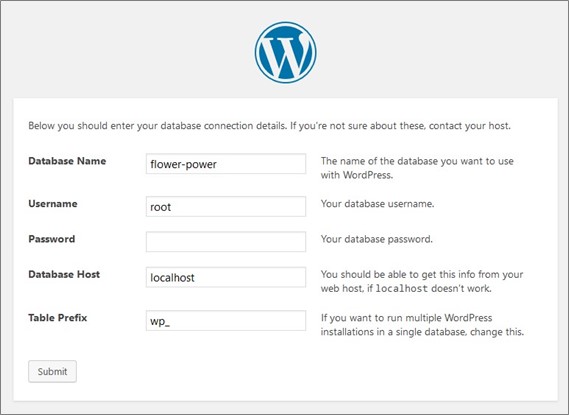 Below you should enter your database connection details. If you're not sure about these, contact your host.
Database Name
flower-power
The name of the database you want to use
with WordPress.
Username
root
Your database username.
Password
Your database password.
Database Host
localhost
You should be able to get this info from your
web host, if localhost doesn't work.
Table Prefix
wp_
If you want to run multiple WordPress
installations in a single database, change this.
Submit